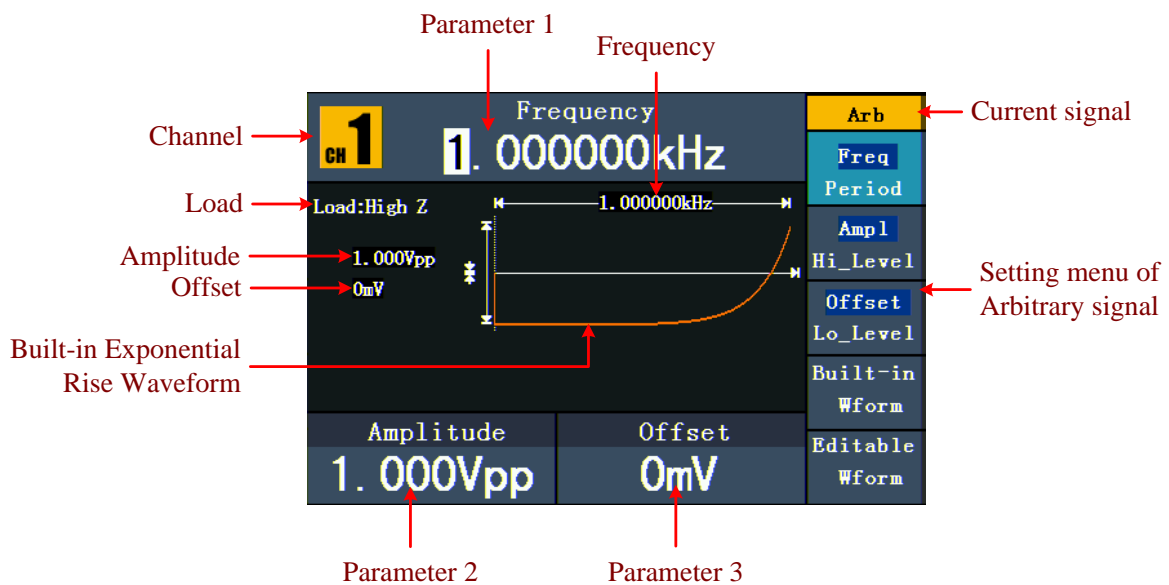 Parameter 1
Frequency
Channel
Load
Amplitude
Offset
Built-in Exponential
Rise Waveform
CH 1
Frequency
1.000000kHz
Load:High Z
1.000000kHz
1.000Vpp
0mV
Amplitude
1.000Vpp
Offset
0mV
Arb
Freq
Period
Ampl
Hi_Level
Offset
Lo_Level
Built-in
Wform
Editable
Wform
Current signal
Setting menu of
Arbitrary signal
Parameter 2
Parameter 3